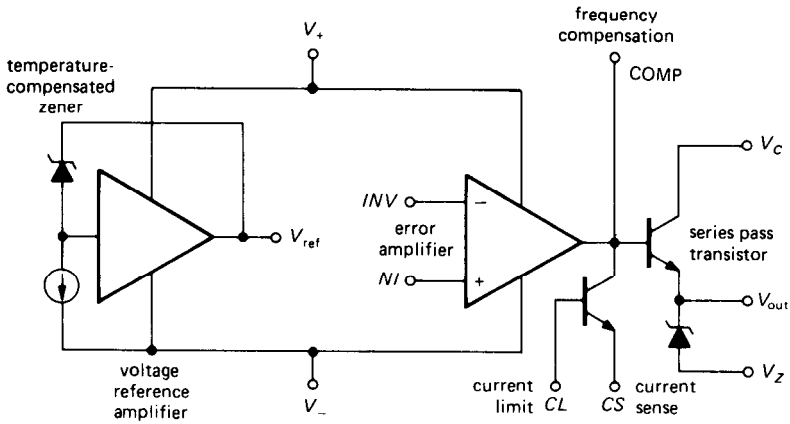 frequency
compensation
COMP
V+
temperature-
compensated
zener
VC
INV
−
error
amplifier
NI
+
Vref
series pass
transistor
Vout
VZ
voltage
reference
amplifier
V−
current
limit
CL
CS
current
sense